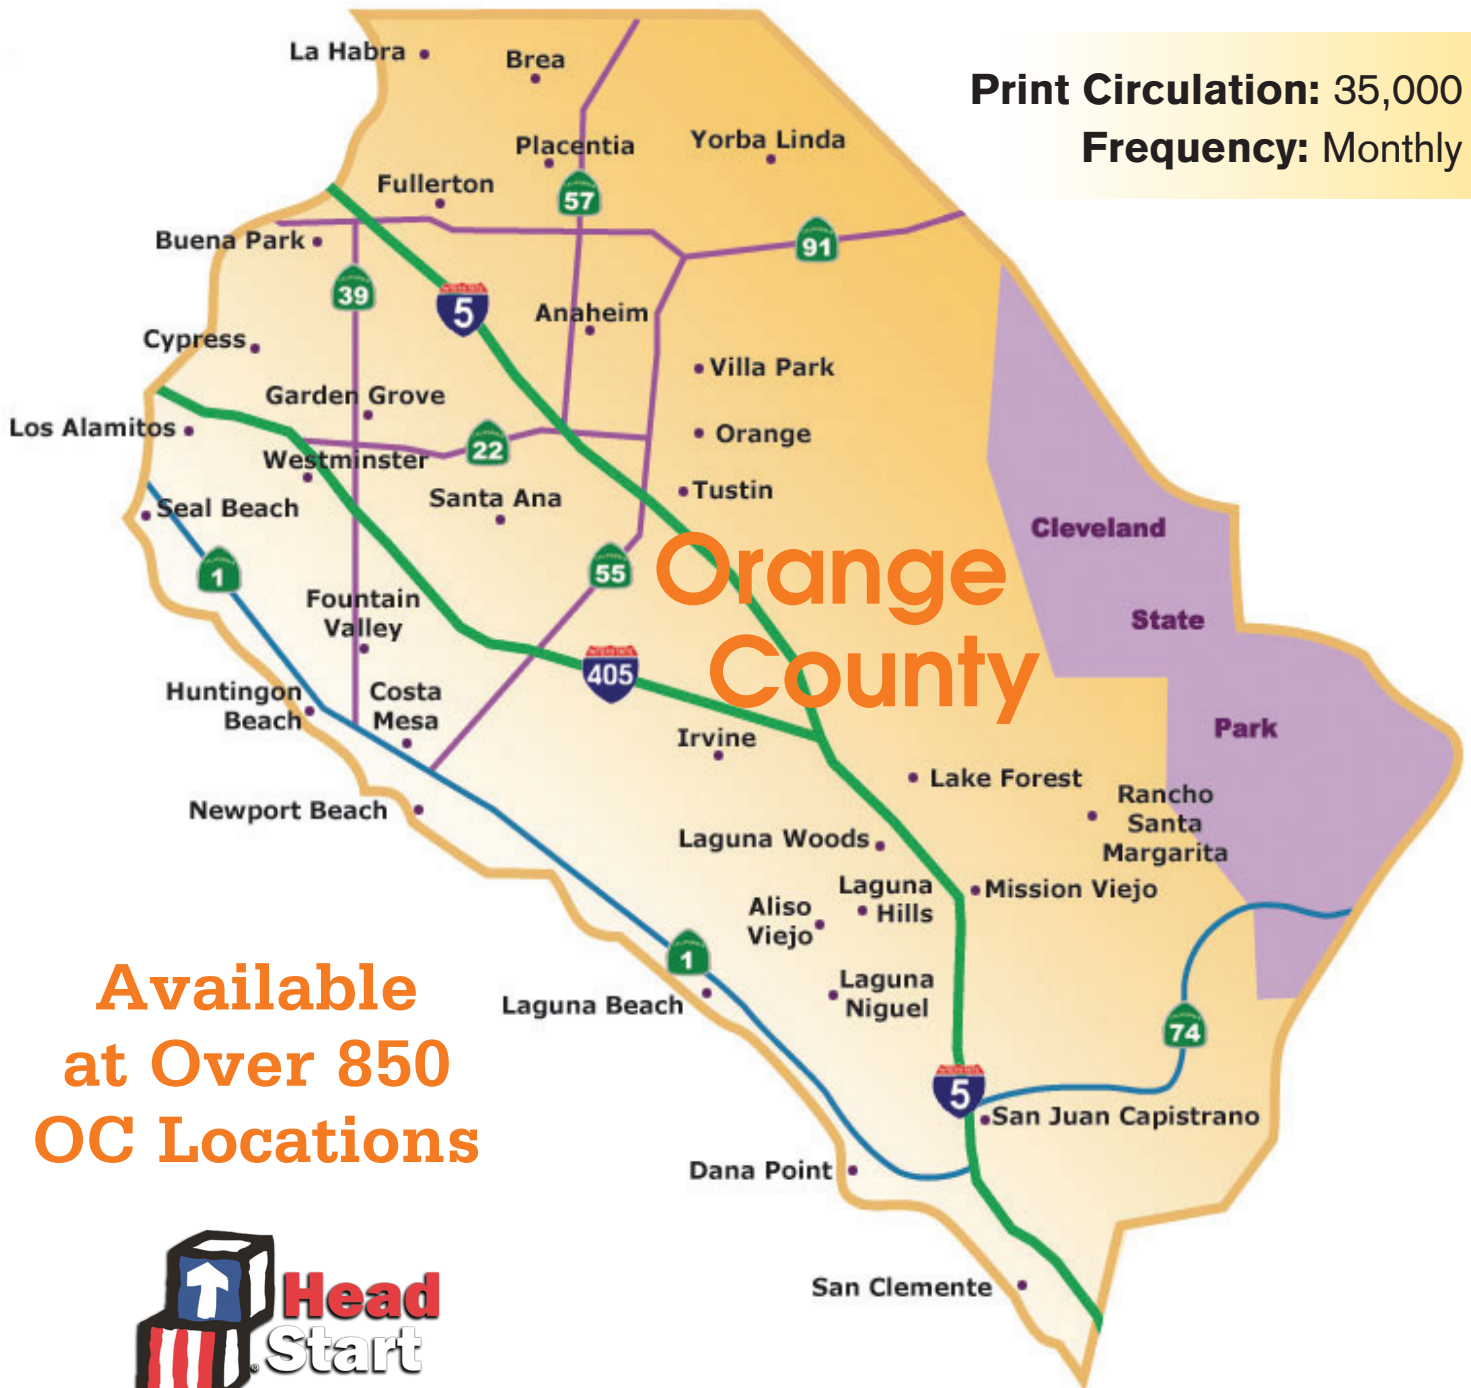 La Habra
Brea
Print Circulation: 35,000
Frequency: Monthly
Placentia
Yorba Linda
Fullerton
57
Buena Park
91
39
INTERSTATE
5
Anaheim
Cypress
Villa Park
Garden Grove
Los Alamitos
Orange
22
Westminster
Santa Ana
Tustin
Seal Beach
Cleveland
1
55
Orange
County
Fountain
Valley
State
INTERSTATE
405
Huntingon
Beach
Costa
Mesa
Park
Irvine
Lake Forest
Rancho
Santa
Margarita
Newport Beach
Laguna Woods
Laguna
Hills
Mission Viejo
Aliso
Viejo
1
Laguna
Niguel
Laguna Beach
Available
at Over 850
OC Locations
74
5
San Juan Capistrano
Dana Point
San Clemente
Head
Start
®